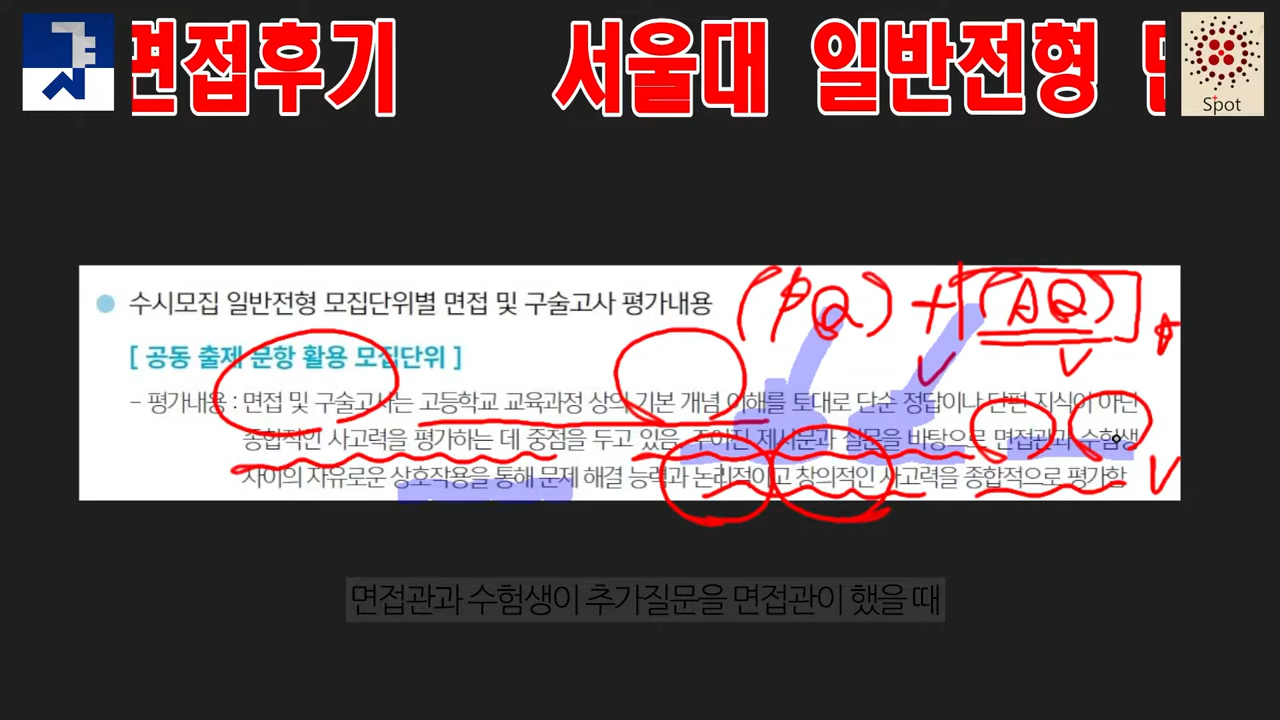 면접후기 서울대 일반전형
Spot
수시모집 일반전형 모집단위별 면접 및 구술고사 평가내용
(PQ) + [(AQ)]
[ 공동 출제 문항 활용 모집단위 ]
– 평가내용 : 면접 및 구술고사는 고등학교 교육과정 상의 기본 개념 이해를 토대로 단순 정답이나 단편 지식이 아닌
종합적인 사고력을 평가하는 데 중점을 두고 있음. 주어진 제시문과 질문을 바탕으로 면접관과 수험생
사이의 자유로운 상호작용을 통해 문제 해결 능력과 논리적이고 창의적인 사고력을 종합적으로 평가함
면접관과 수험생이 추가질문을 면접관이 했을 때